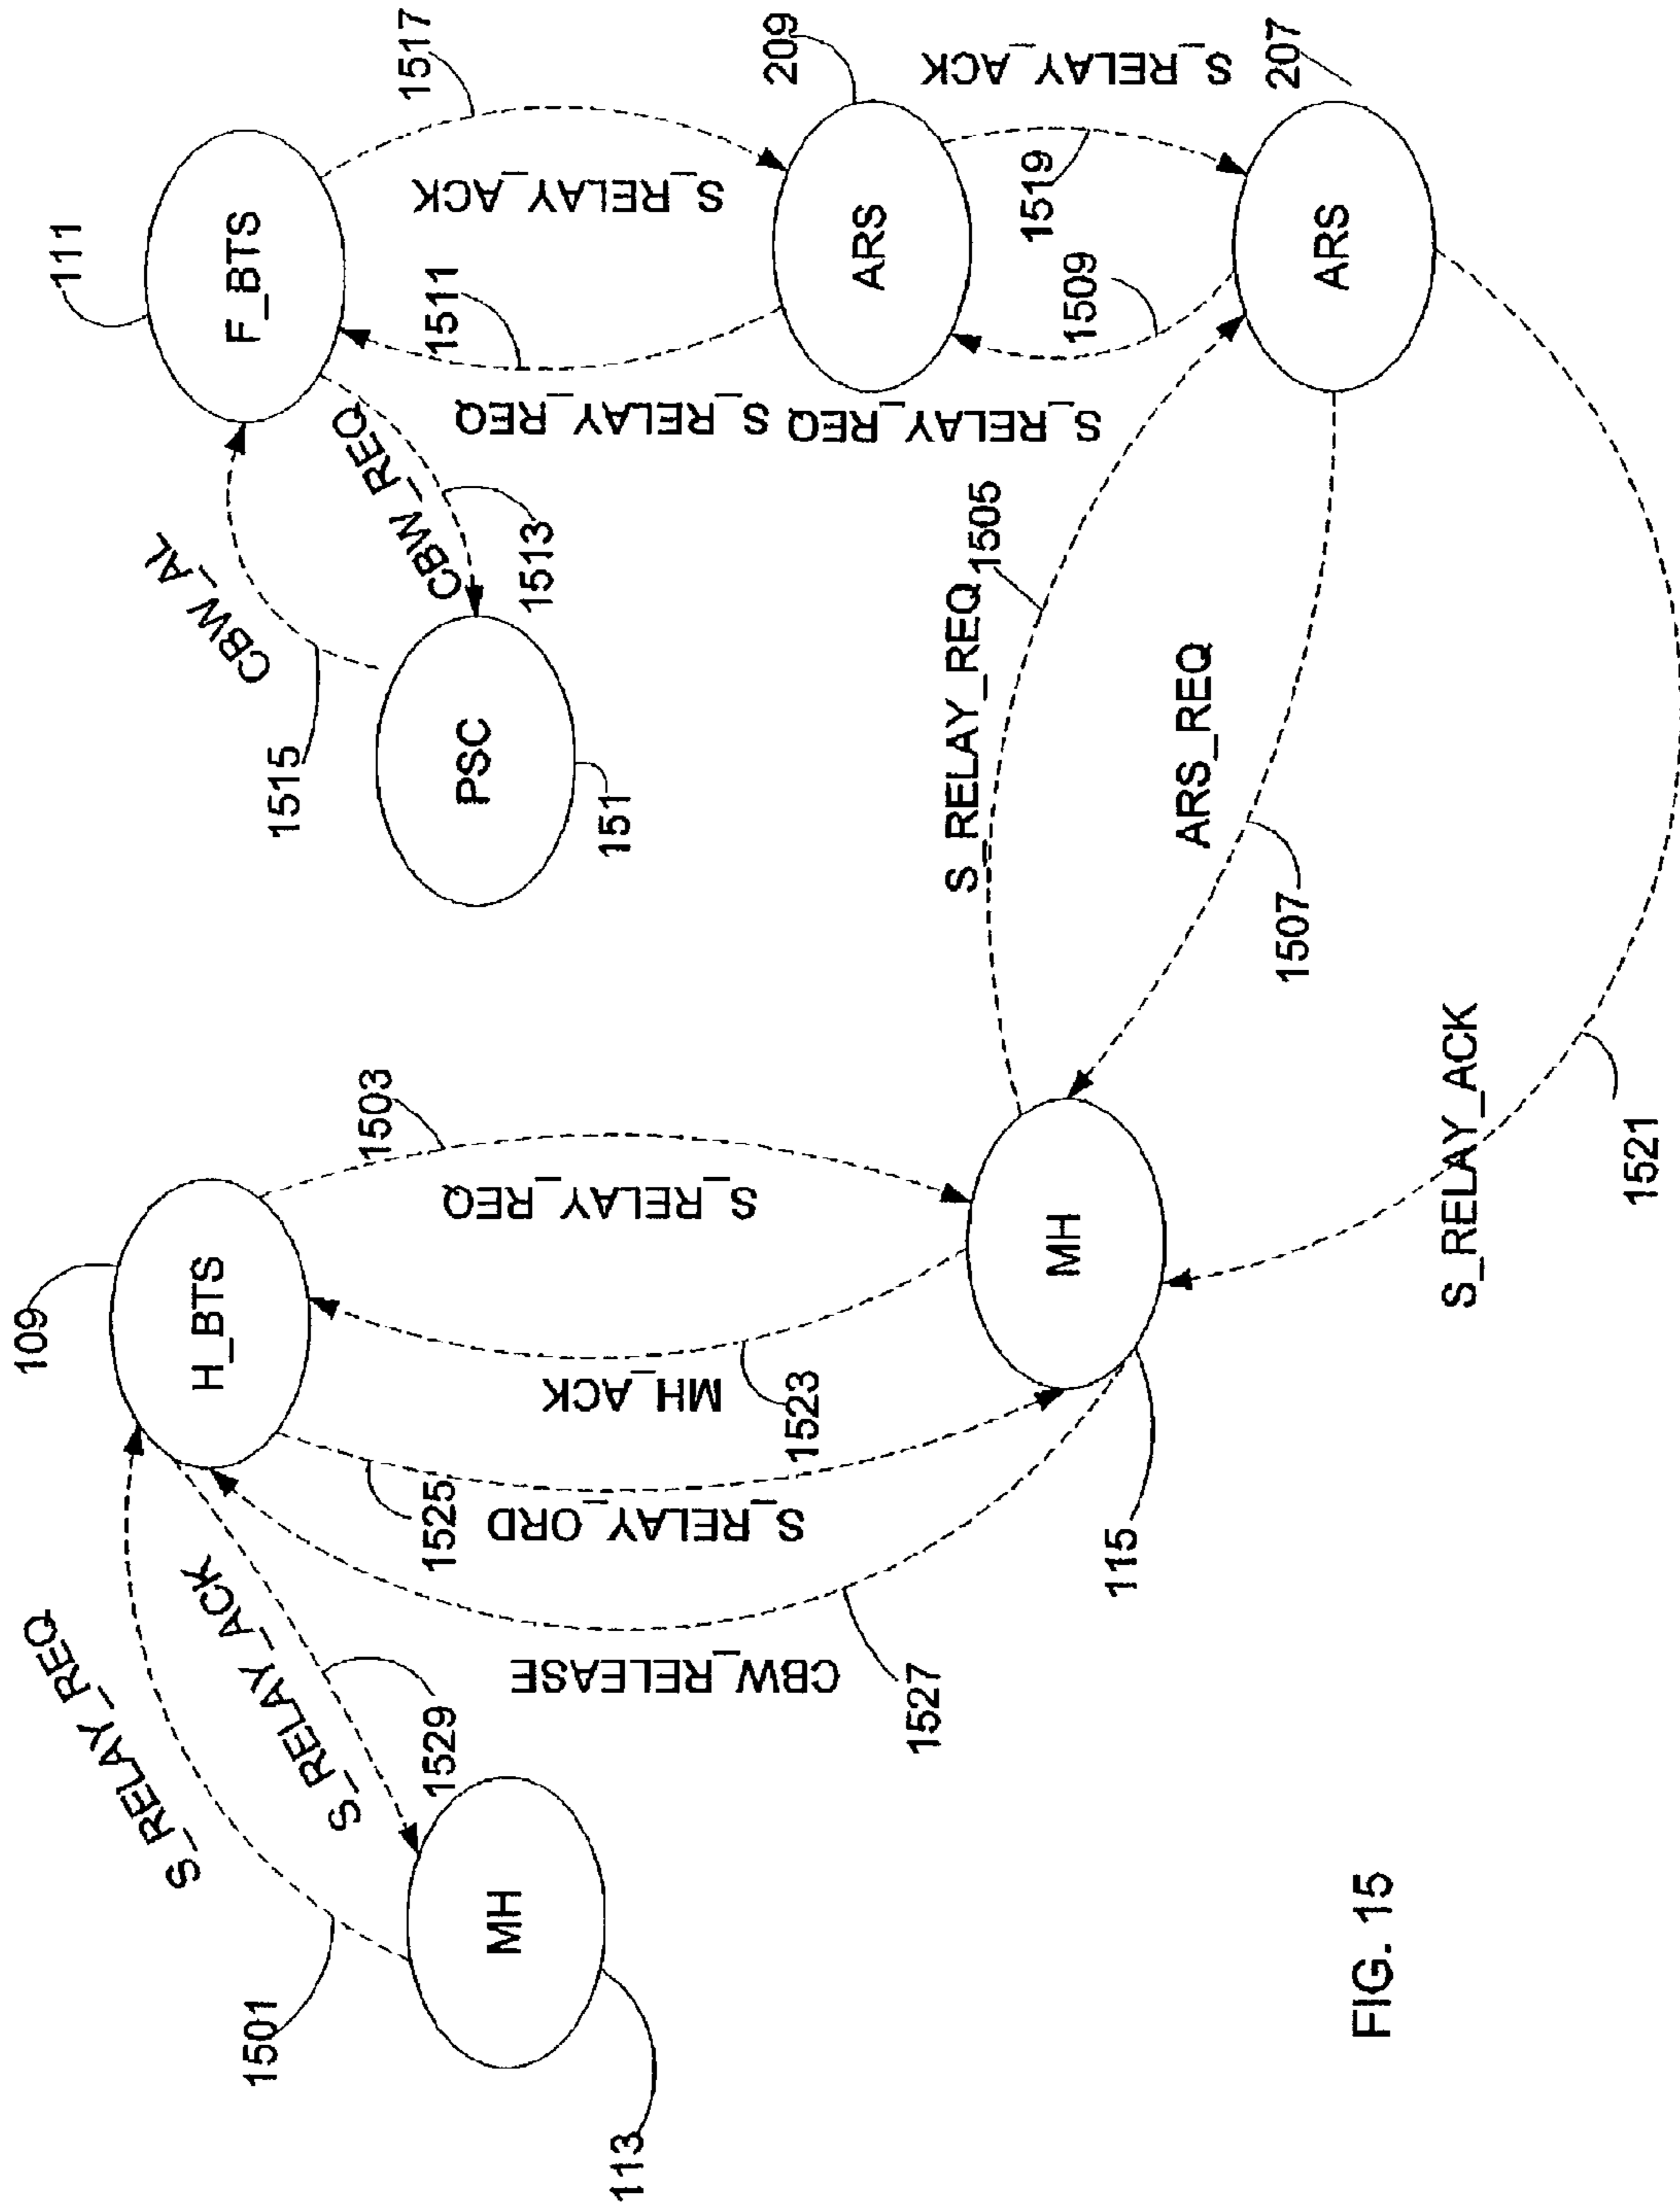 109
H_BTS
1501
S_RELAY_REQ
S_RELAY_ACK
1529
MH
113
1503
S_RELAY_REQ
MH_ACK
1523
1525
S_RELAY_ORD
CBW_RELEASE
1527
MH
115
111
F_BTS
CBW_AL
1515
CBW_REQ
1513
PSC
151
1517
S_RELAY_ACK
1511
S_RELAY_REQ
209
ARS
S_RELAY_ACK
1519
1509
S_RELAY_REQ
207
ARS
S_RELAY_REQ
1505
ARS_REQ
1507
S_RELAY_ACK
1521
FIG. 15